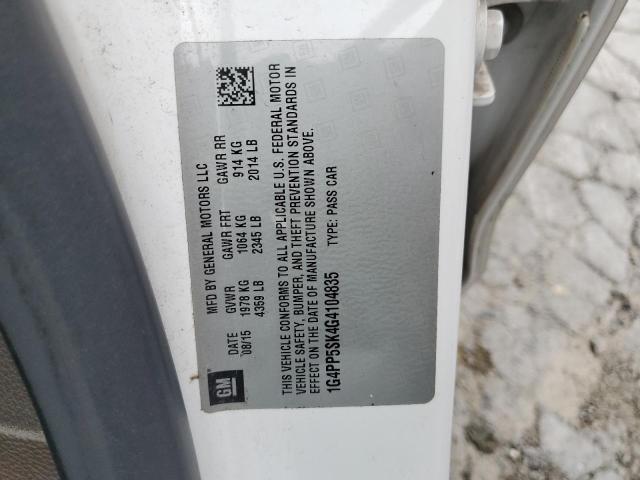 GM
MFD BY GENERAL MOTORS LLC
DATE GVWR GAWR FRT GAWR RR
08/15 1978 KG 1064 KG 914 KG
4359 LB 2345 LB 2014 LB
THIS VEHICLE CONFORMS TO ALL APPLICABLE U.S. FEDERAL MOTOR
VEHICLE SAFETY, BUMPER, AND THEFT PREVENTION STANDARDS IN
EFFECT ON THE DATE OF MANUFACTURE SHOWN ABOVE.
1G4PP5SK4G4104835 TYPE: PASS CAR